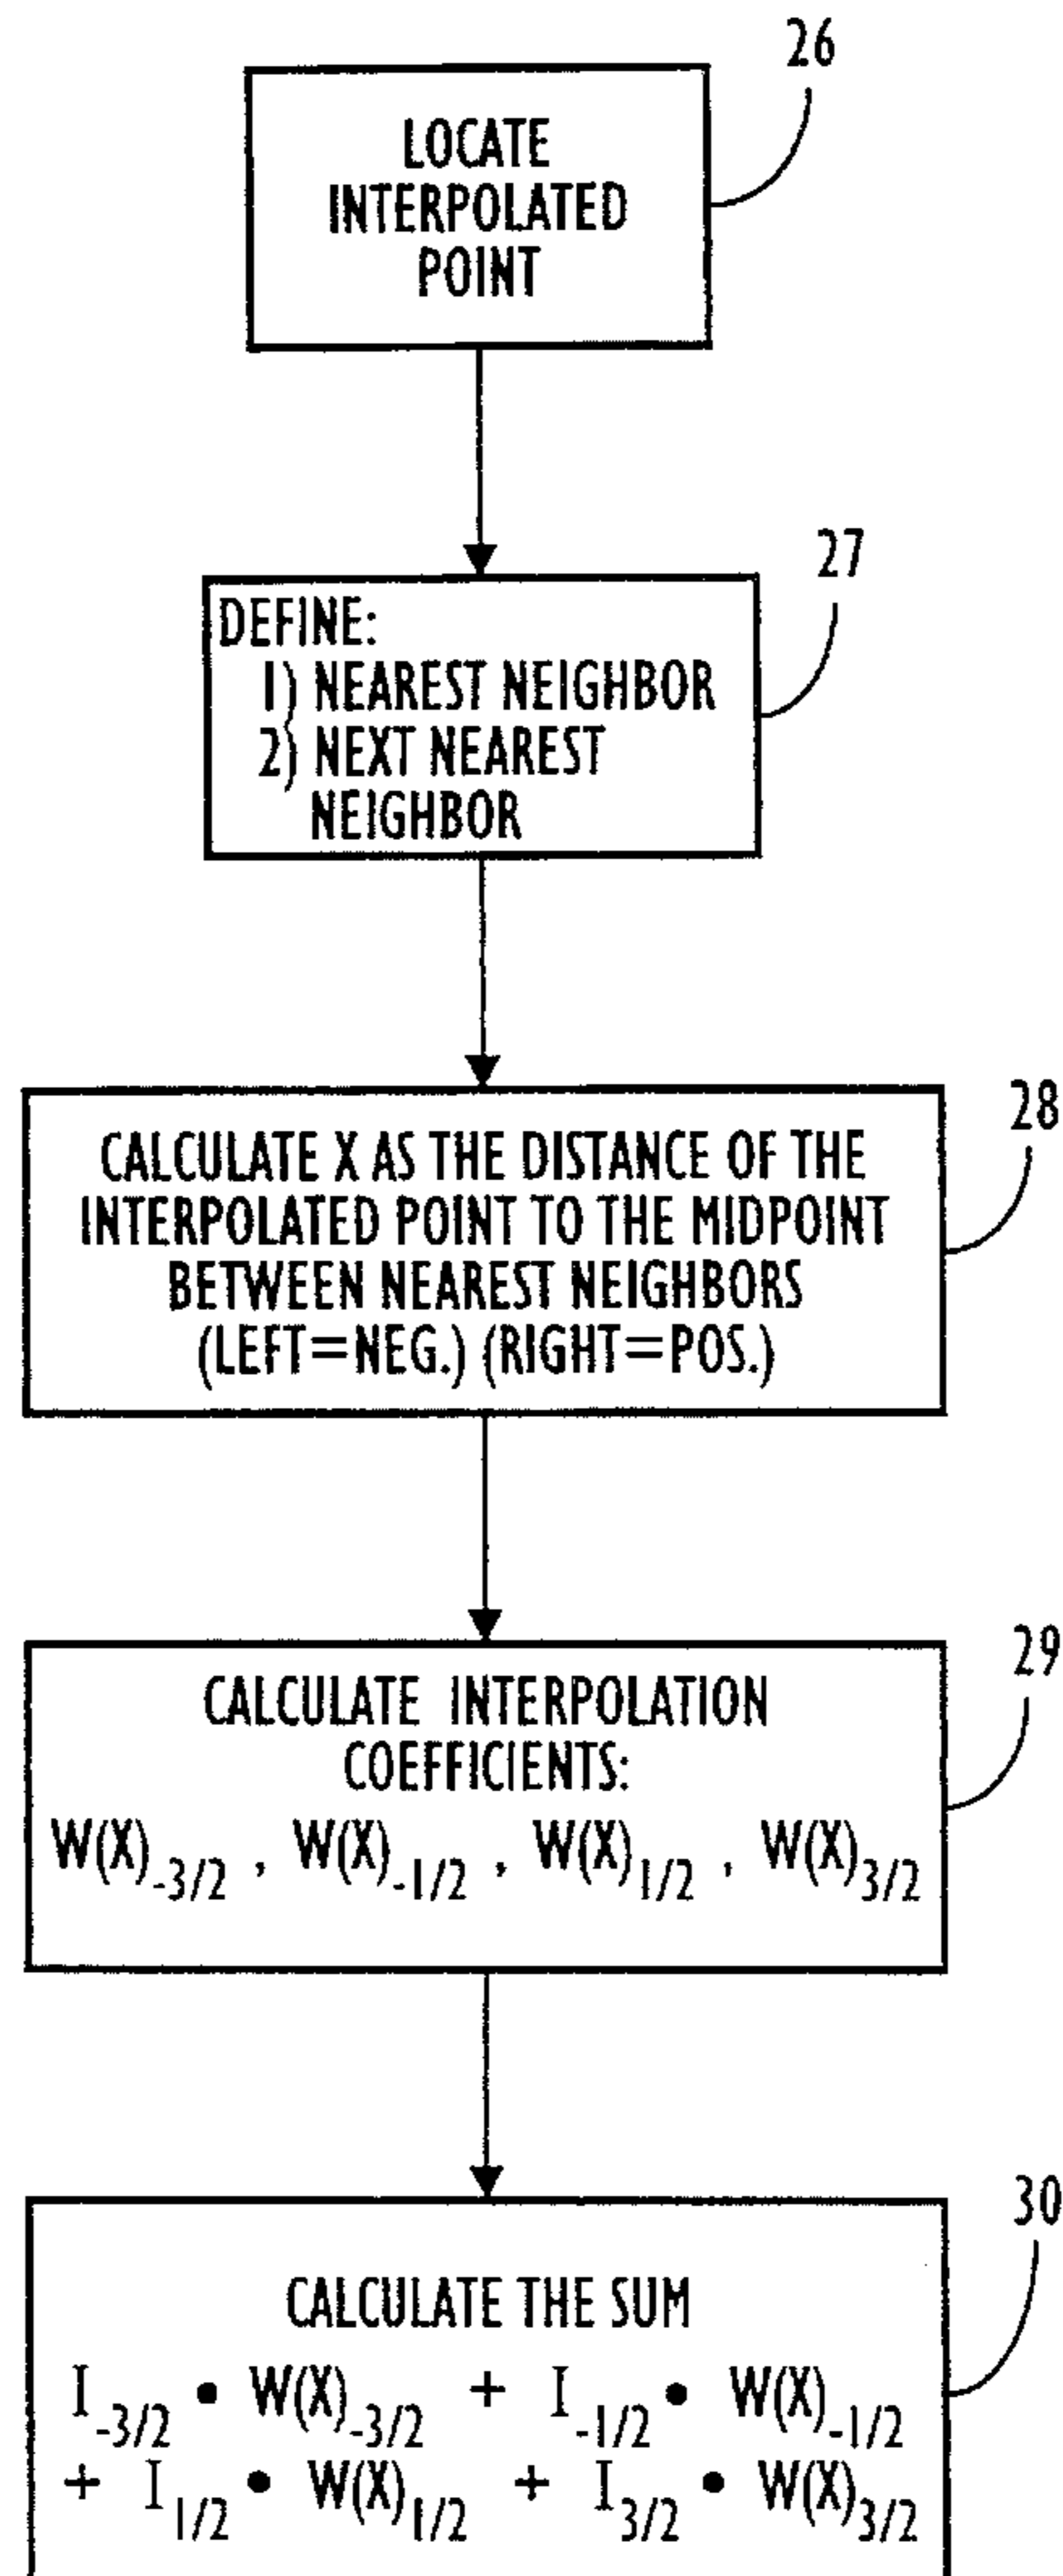 26
LOCATE
INTERPOLATED
POINT
27
DEFINE:
1) NEAREST NEIGHBOR
2) NEXT NEAREST
NEIGHBOR
28
CALCULATE X AS THE DISTANCE OF THE
INTERPOLATED POINT TO THE MIDPOINT
BETWEEN NEAREST NEIGHBORS
(LEFT=NEG.) (RIGHT=POS.)
29
CALCULATE INTERPOLATION
COEFFICIENTS:
W(X)-3/2 , W(X)-1/2 , W(X)1/2 , W(X)3/2
30
CALCULATE THE SUM
I-3/2 • W(X)-3/2 + I-1/2 • W(X)-1/2
+ I1/2 • W(X)1/2 + I3/2 • W(X)3/2